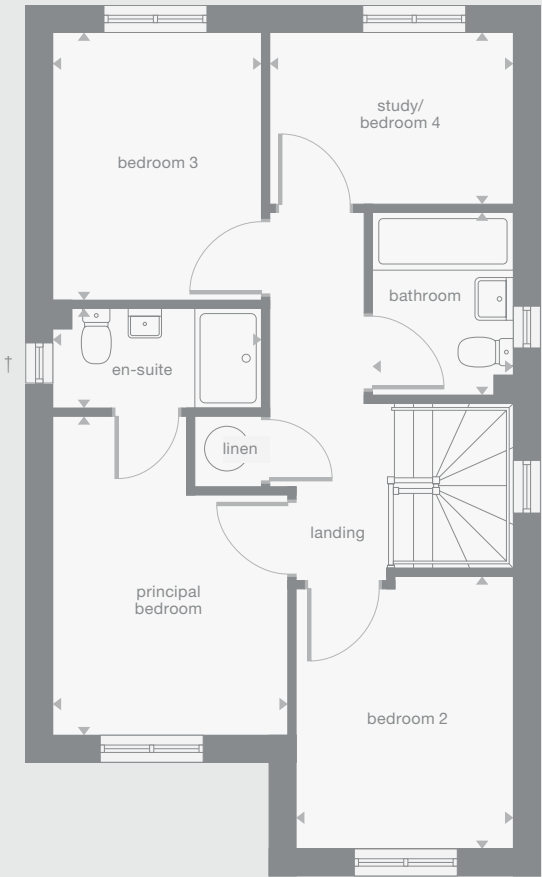 study/
bedroom 4
bedroom 3
bathroom
†
en-suite
linen
landing
principal
bedroom
bedroom 2